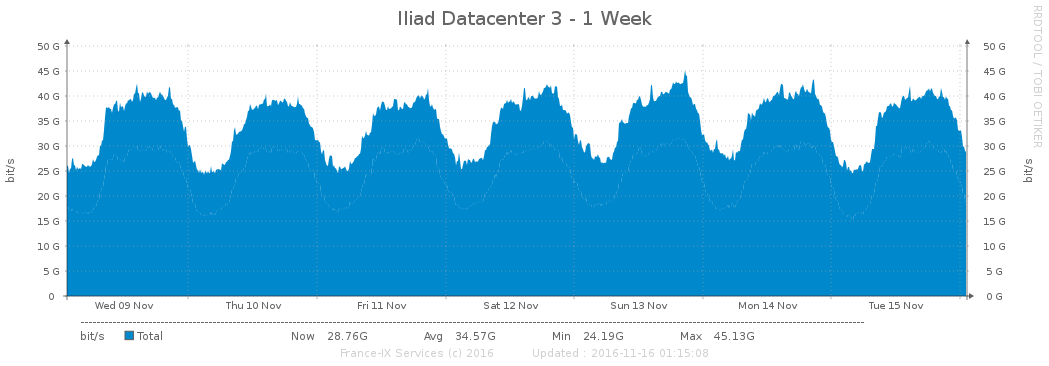 Iliad Datacenter 3 - 1 Week
RRDTOOL / TOBI OETIKER
bit/s
50 G 50 G
45 G 45 G
40 G 40 G
35 G 35 G
30 G 30 G
25 G 25 G
20 G 20 G
15 G 15 G
10 G 10 G
5 G 5 G
0 0 G
bit/s
Wed 09 Nov Thu 10 Nov Fri 11 Nov Sat 12 Nov Sun 13 Nov Mon 14 Nov Tue 15 Nov
bit/s Total Now 28.76G Avg 34.57G Min 24.19G Max 45.13G
France-IX Services (c) 2016 Updated : 2016-11-16 01:15:08